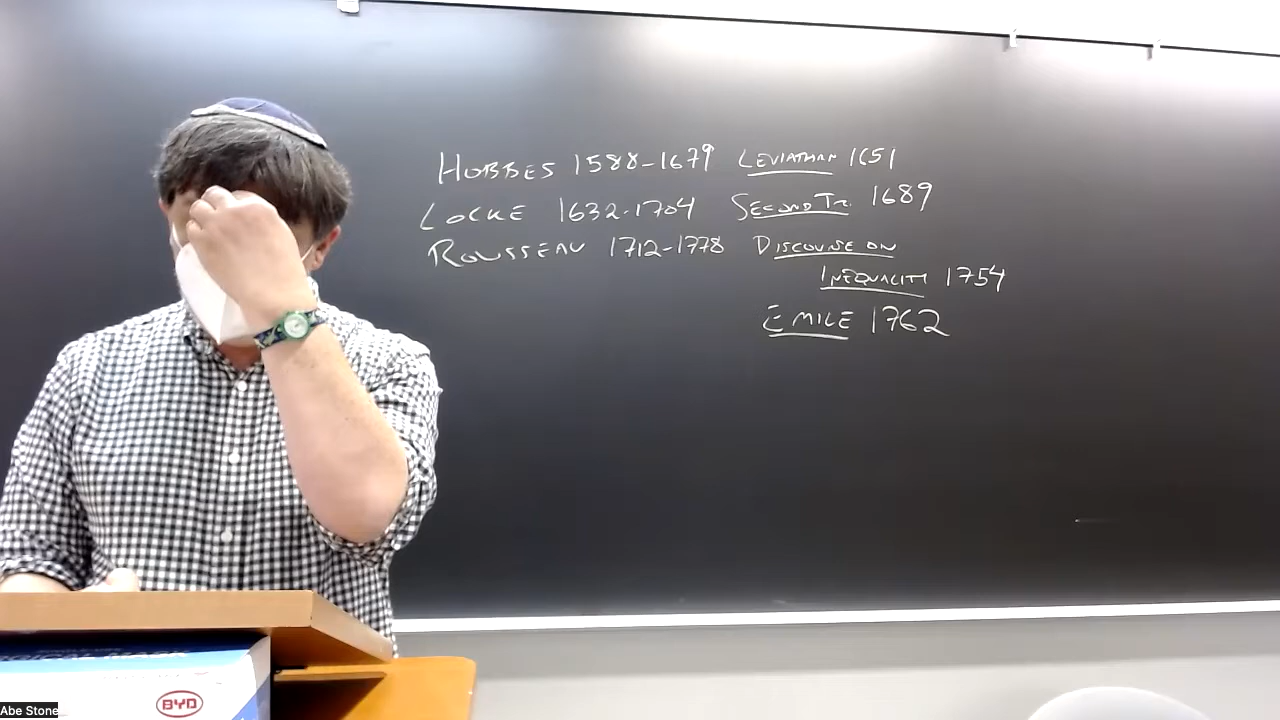 HOBBES 1588-1679 LEVIATHAN 1651
LOCKE 1632-1704 SECOND TR. 1689
ROUSSEAU 1712-1778 DISCOURSE ON
INEQUALITY 1754
EMILE 1762
BYD
Abe Stone